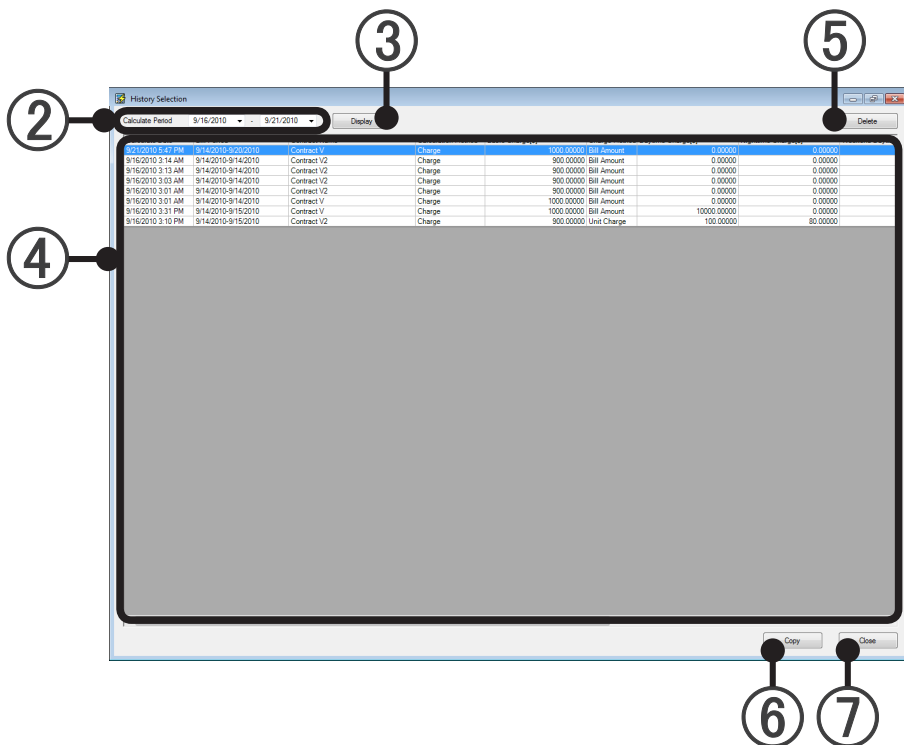 ③ ⑤
History Selection
② Calculate Period 9/16/2010 - 9/21/2010 Display Delete
9/21/2010 5:47 PM 9/14/2010-9/20/2010 Contract V Charge 1000.00000 Bill Amount 0.00000 0.00000
9/16/2010 3:14 AM 9/14/2010-9/14/2010 Contract V2 Charge 900.00000 Bill Amount 0.00000 0.00000
9/16/2010 3:13 AM 9/14/2010-9/14/2010 Contract V2 Charge 900.00000 Bill Amount 0.00000 0.00000
9/16/2010 3:03 AM 9/14/2010-9/14/2010 Contract V2 Charge 900.00000 Bill Amount 0.00000 0.00000
9/16/2010 3:01 AM 9/14/2010-9/14/2010 Contract V2 Charge 900.00000 Bill Amount 0.00000 0.00000
9/16/2010 3:01 AM 9/14/2010-9/14/2010 Contract V Charge 1000.00000 Bill Amount 0.00000 0.00000
9/16/2010 3:31 PM 9/14/2010-9/15/2010 Contract V Charge 1000.00000 Bill Amount 10000.00000 0.00000
9/16/2010 3:10 PM 9/14/2010-9/15/2010 Contract V2 Charge 900.00000 Unit Charge 100.00000 80.00000
④
Copy Close
⑥ ⑦